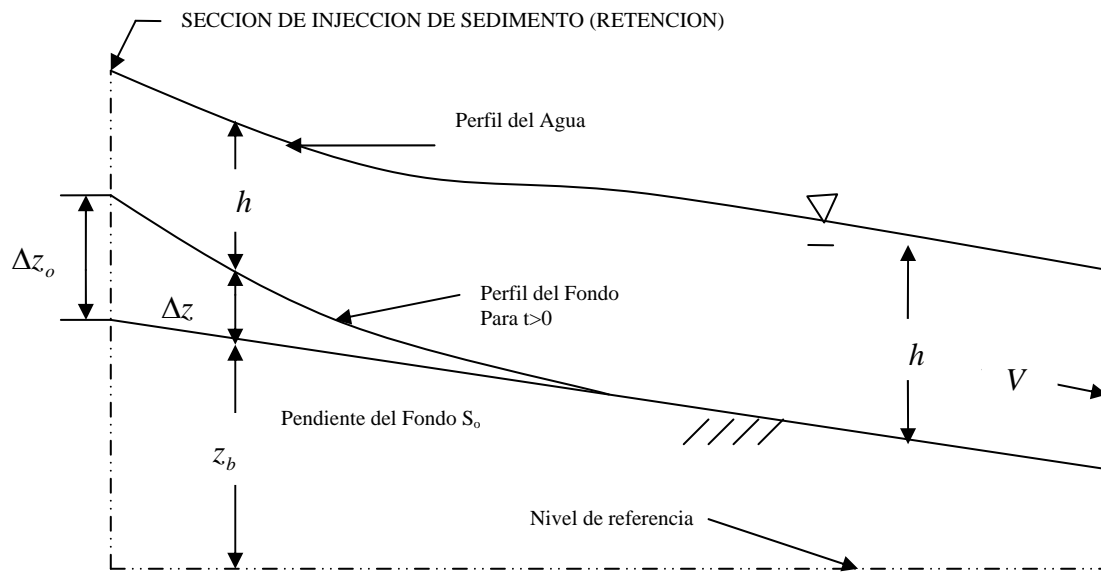 SECCION DE INJECCION DE SEDIMENTO (RETENCION)
Perfil del Agua
h
Δz_o
Δz
Perfil del Fondo
Para t>0
h
V
Pendiente del Fondo S_o
z_b
Nivel de referencia